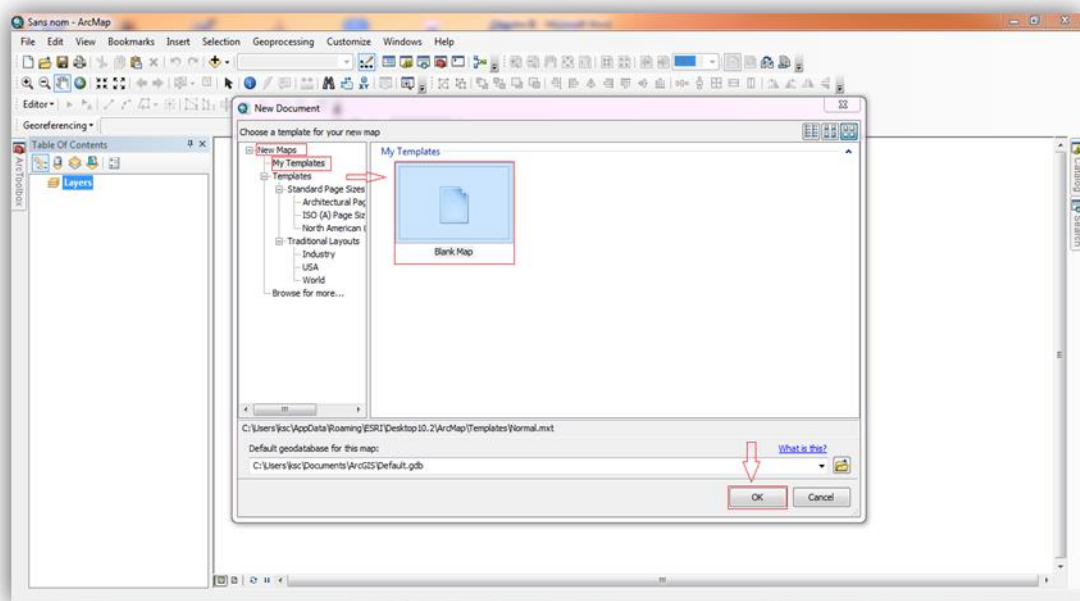 Sans nom - ArcMap
File Edit View Bookmarks Insert Selection Geoprocessing Customize Windows Help
Editor
Georeferencing
Table Of Contents
Layers
ArcToolbox
Catalog
Search
New Document
Choose a template for your new map
New Maps
My Templates
Templates
Standard Page Sizes
Architectural Pag
ISO (A) Page Siz
North American (
Traditional Layouts
Industry
USA
World
Browse for more...
My Templates
Blank Map
C:\Users\ksc\AppData\Roaming\ESRI\Desktop10.2\ArcMap\Templates\Normal.mxt
Default geodatabase for this map:
What is this?
C:\Users\ksc\Documents\ArcGIS\Default.gdb
OK Cancel